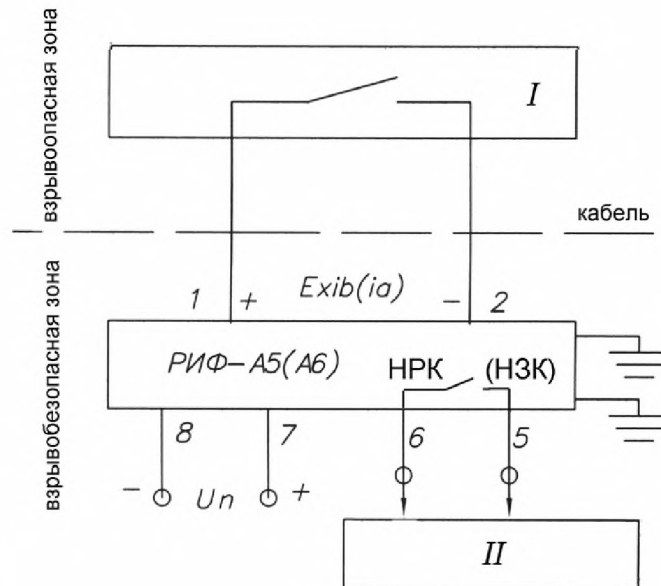 взрывоопасная зона
I
кабель
взрывобезопасная зона
1 + Exib(ia) – 2
РИФ-А5(А6) НРК (НЗК)
8 7 6 5
– Un +
II